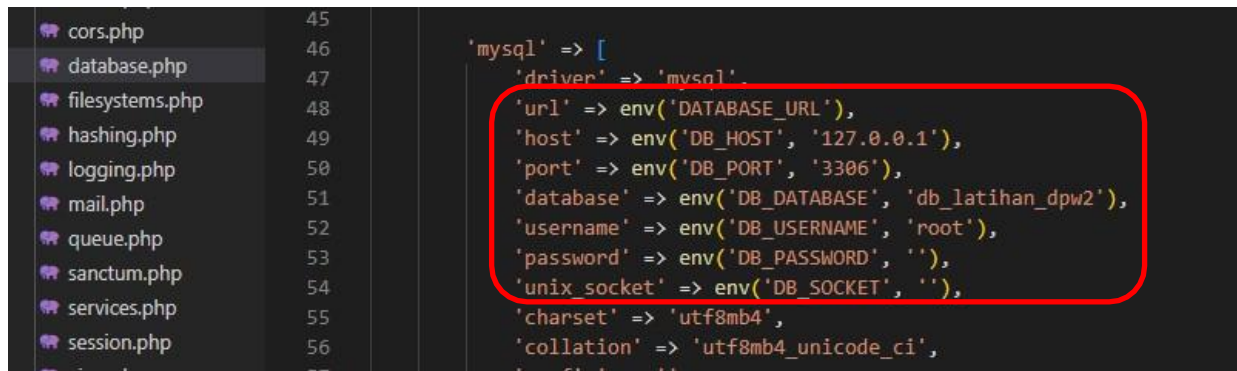 cors.php
database.php
filesystems.php
hashing.php
logging.php
mail.php
queue.php
sanctum.php
services.php
session.php
45
46 'mysql' => [
47 'driver' => 'mysql',
48 'url' => env('DATABASE_URL'),
49 'host' => env('DB_HOST', '127.0.0.1'),
50 'port' => env('DB_PORT', '3306'),
51 'database' => env('DB_DATABASE', 'db_latihan_dpw2'),
52 'username' => env('DB_USERNAME', 'root'),
53 'password' => env('DB_PASSWORD', ''),
54 'unix_socket' => env('DB_SOCKET', ''),
55 'charset' => 'utf8mb4',
56 'collation' => 'utf8mb4_unicode_ci',